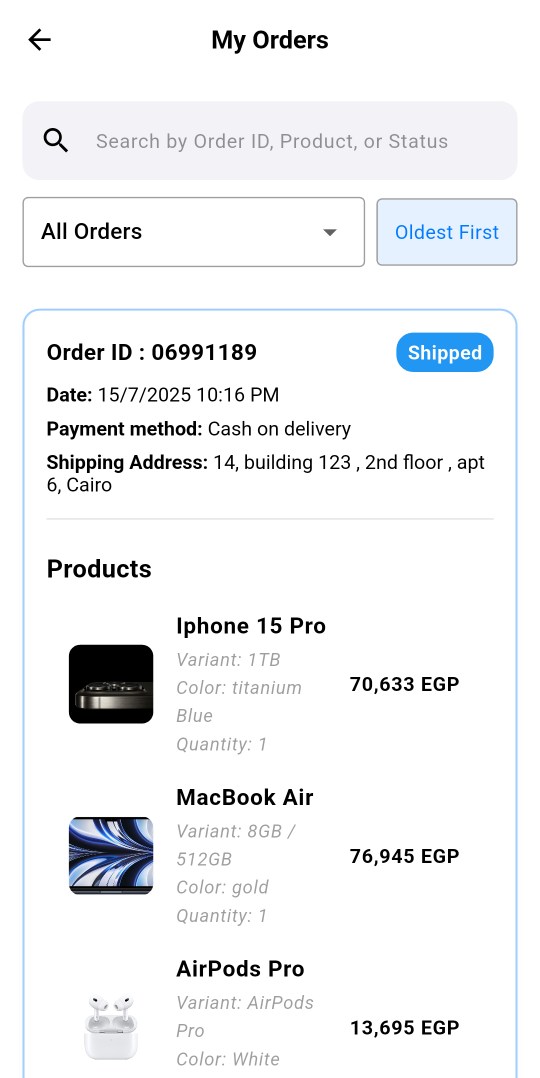 My Orders
Search by Order ID, Product, or Status
All Orders
Oldest First
Order ID : 06991189
Shipped
Date: 15/7/2025 10:16 PM
Payment method: Cash on delivery
Shipping Address: 14, building 123 , 2nd floor , apt
6, Cairo
Products
Iphone 15 Pro
Variant: 1TB
Color: titanium
Blue
Quantity: 1
70,633 EGP
MacBook Air
Variant: 8GB /
512GB
Color: gold
Quantity: 1
76,945 EGP
AirPods Pro
Variant: AirPods
Pro
Color: White
13,695 EGP